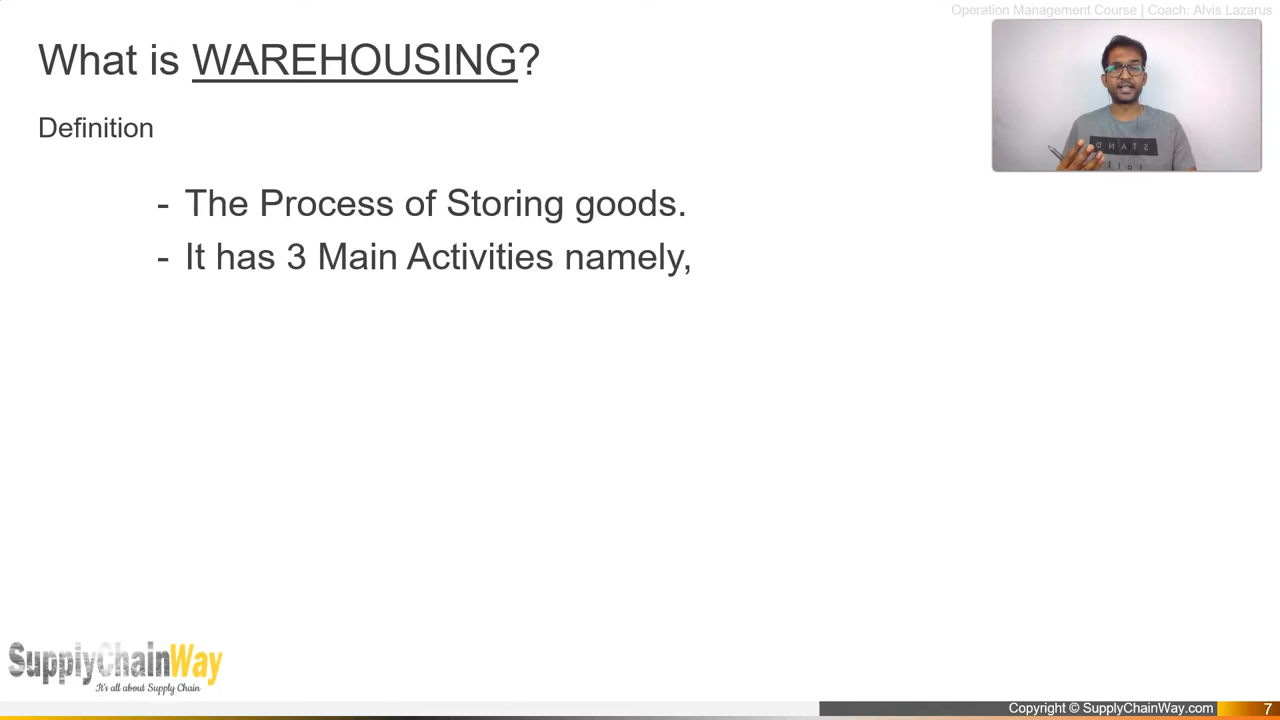 Operation Management Course | Coach: Alvis Lazarus
What is WAREHOUSING?
Definition
- The Process of Storing goods.
- It has 3 Main Activities namely,
STAND
SupplyChainWay
It's all about Supply Chain
Copyright © SupplyChainWay.com
7